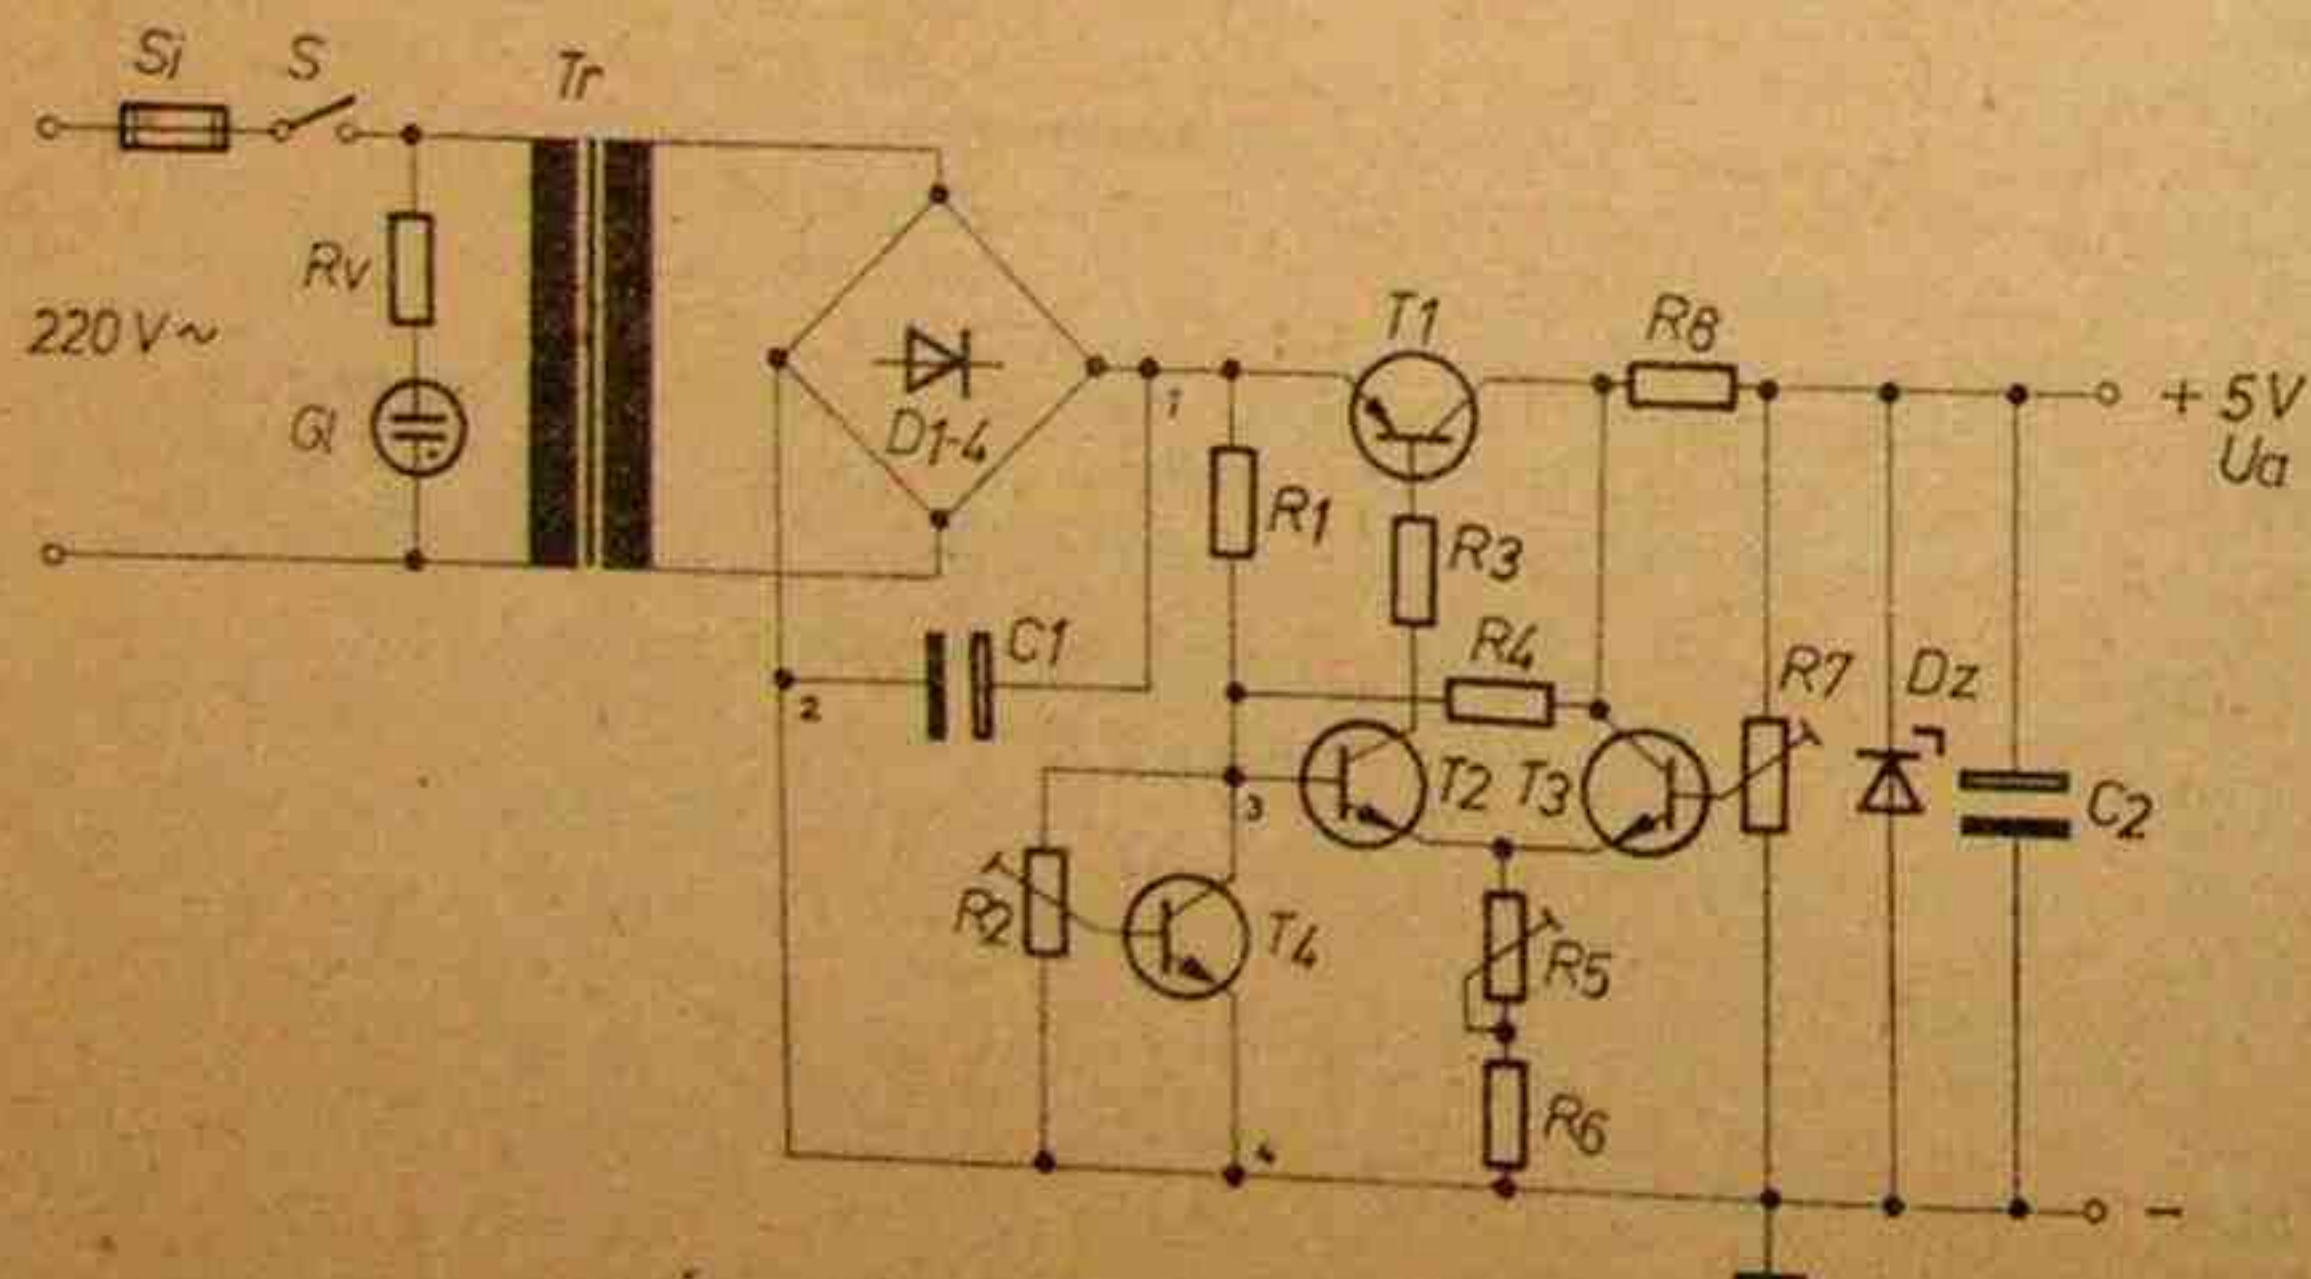 Si
S
Tr
Rv
220 V ~
Gl
D1-4
1
R1
T1
R8
+ 5V
Ua
R3
R4
C1
2
R7
Dz
T2
T3
C2
3
R2
T4
R5
R6
4
−